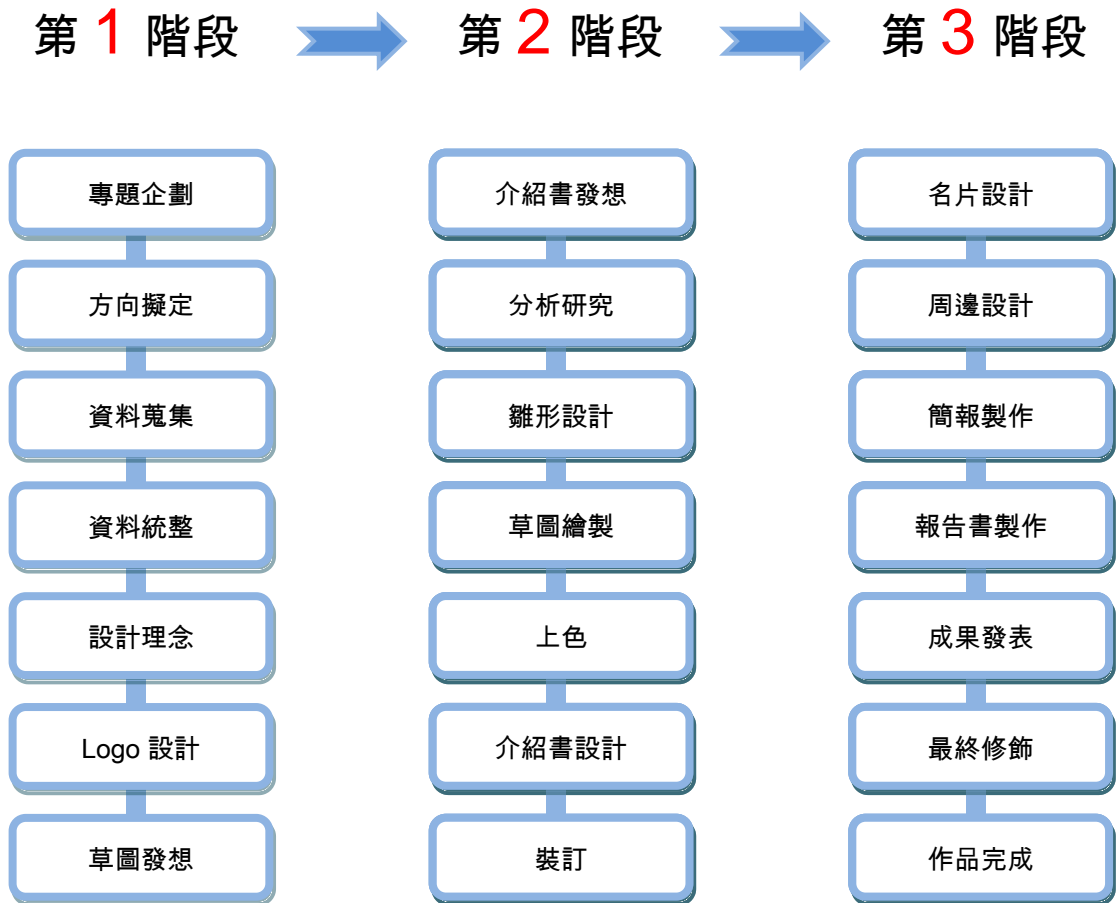 第 1 階段
第 2 階段
第 3 階段
專題企劃
方向擬定
資料蒐集
資料統整
設計理念
Logo 設計
草圖發想
介紹書發想
分析研究
雛形設計
草圖繪製
上色
介紹書設計
裝訂
名片設計
周邊設計
簡報製作
報告書製作
成果發表
最終修飾
作品完成